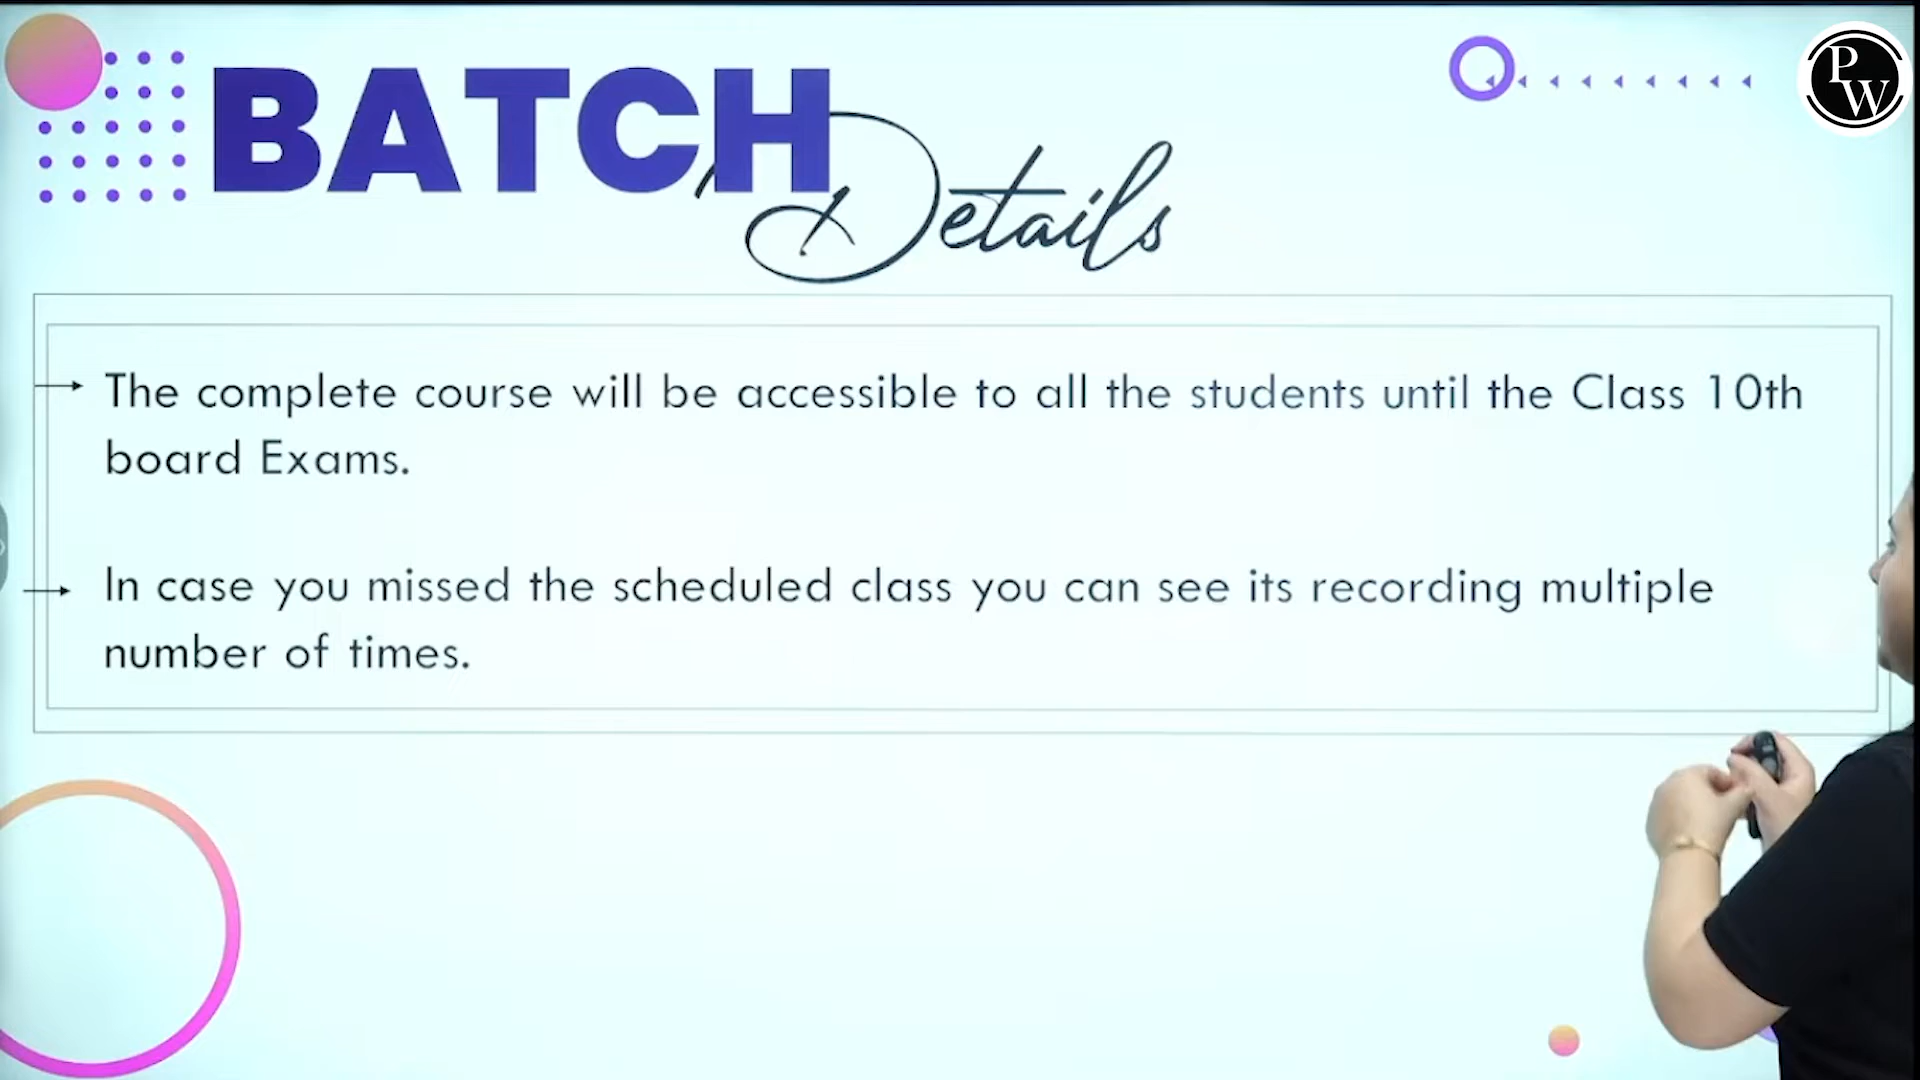 BATCH
Details
PW
The complete course will be accessible to all the students until the Class 10th
board Exams.
In case you missed the scheduled class you can see its recording multiple
number of times.